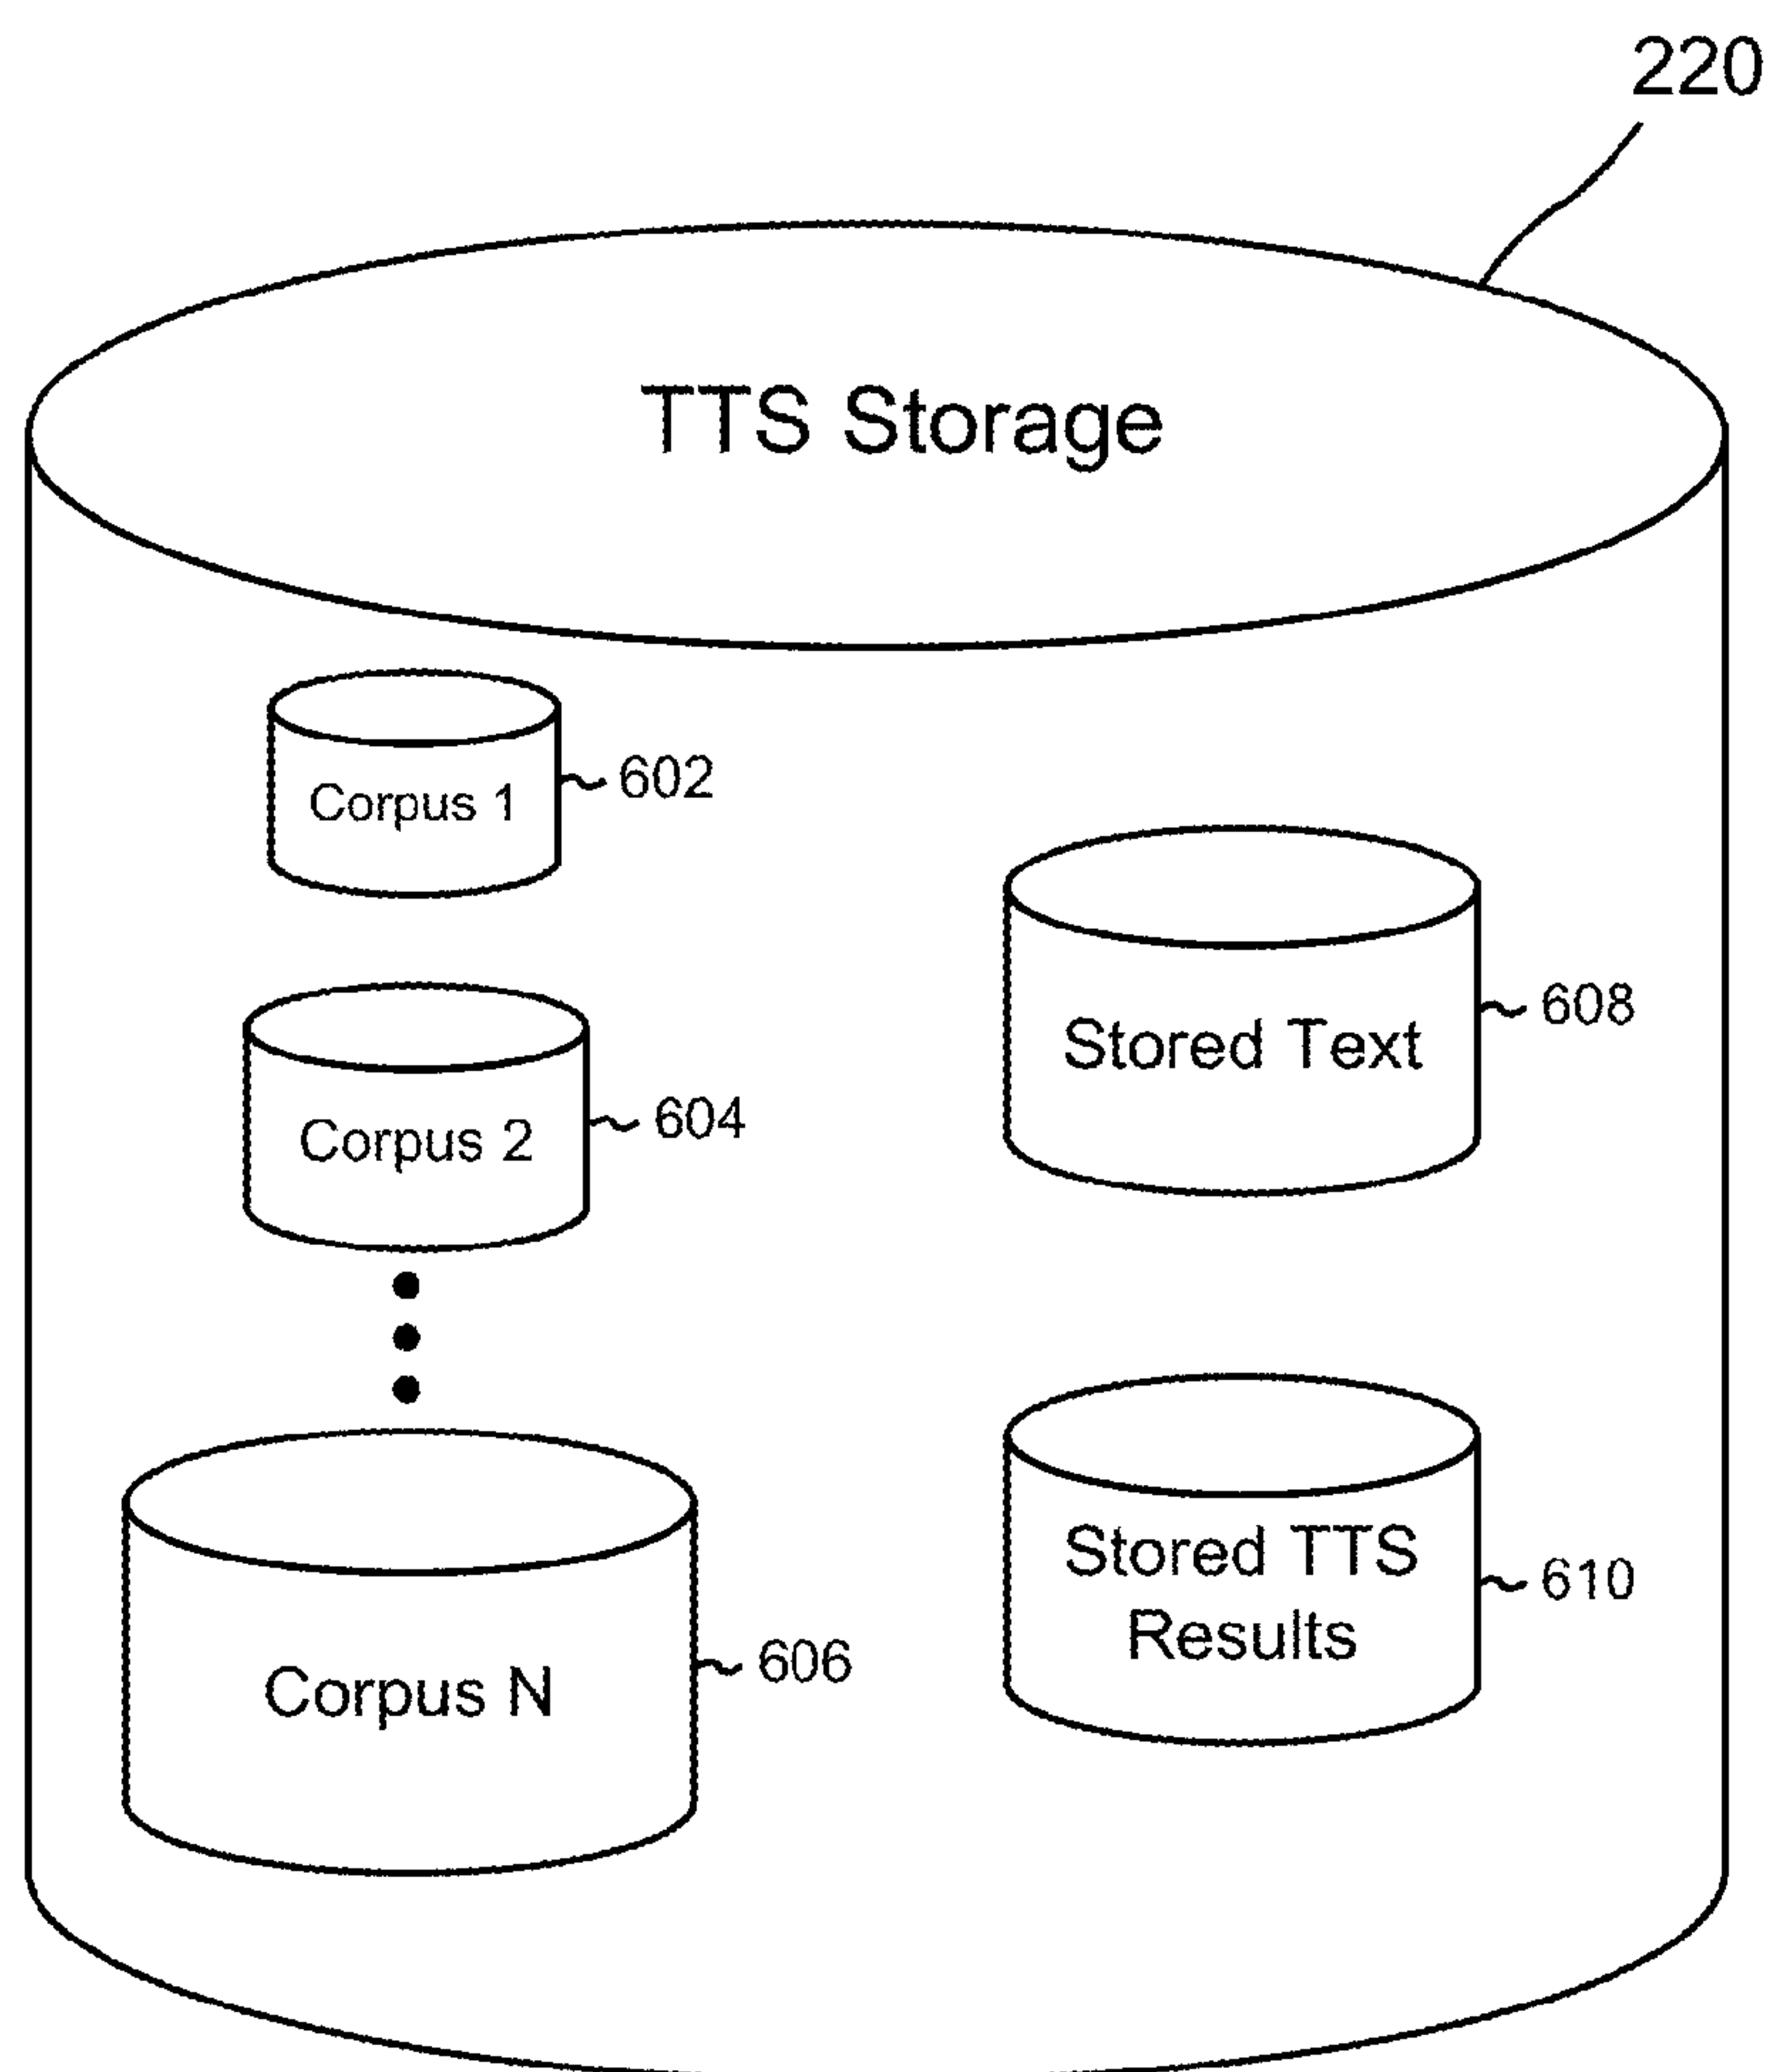 220
TTS Storage
Corpus 1
602
Corpus 2
604
Corpus N
606
Stored Text
608
Stored TTS
Results
610